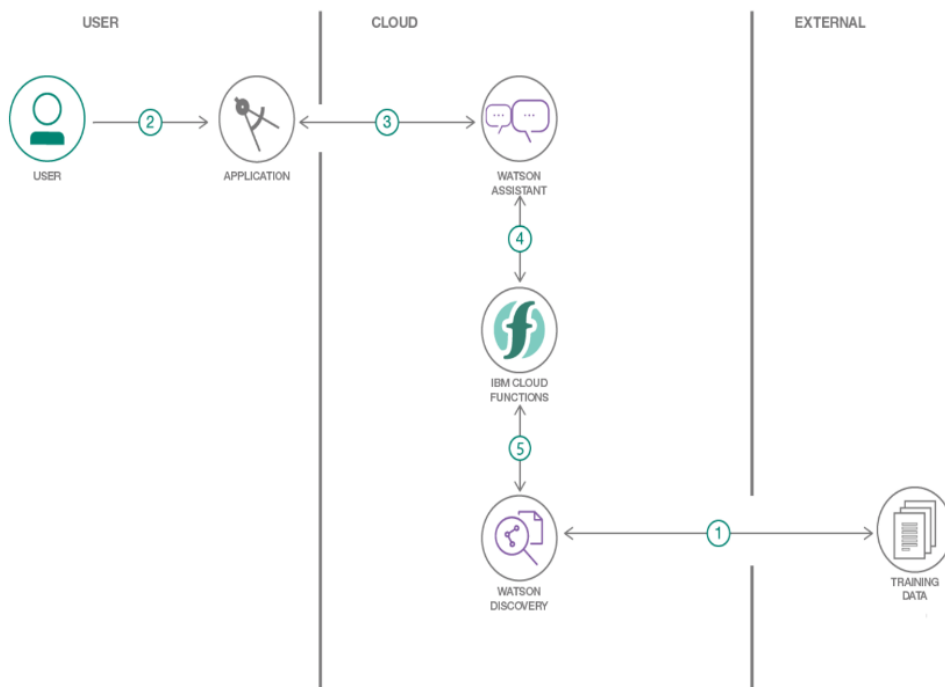 USER
CLOUD
EXTERNAL
2
3
USER
APPLICATION
WATSON
ASSISTANT
4
IBM CLOUD
FUNCTIONS
5
1
WATSON
DISCOVERY
TRAINING
DATA